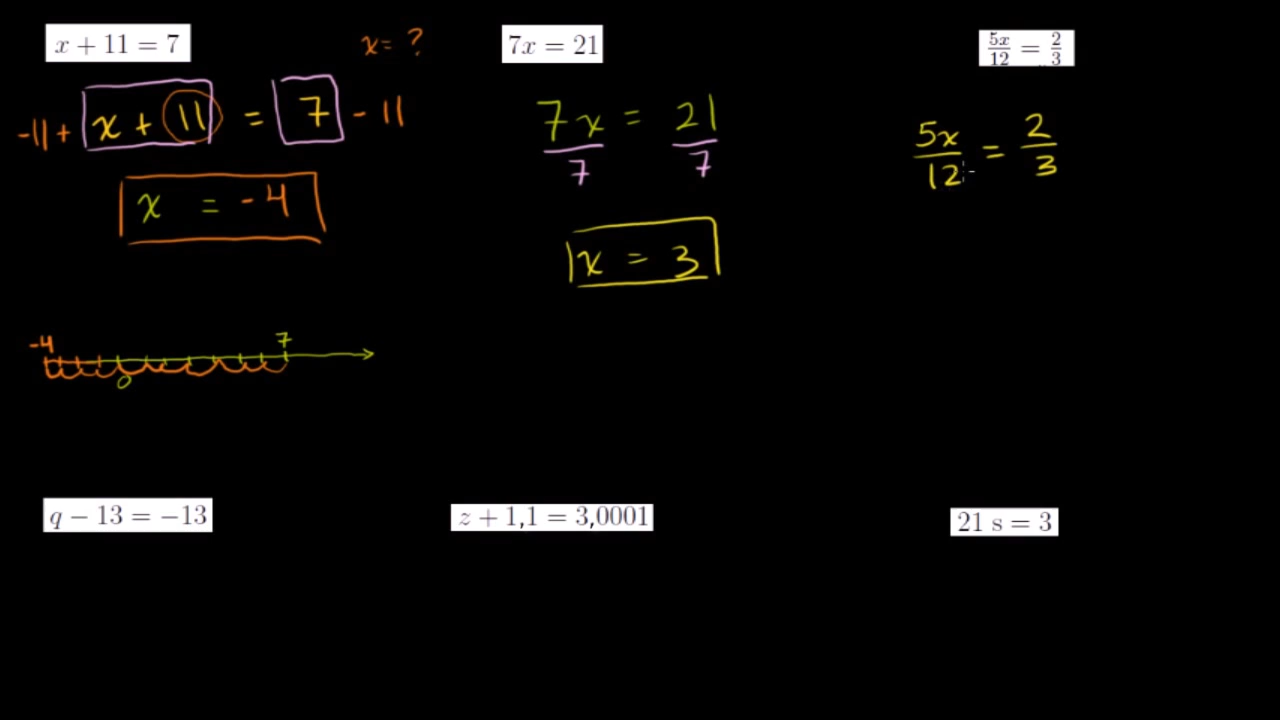 x + 11 = 7
x = ?
-11 + x + 11 = 7 - 11
x = -4
-4 7
0
7x = 21
7x = 21
7 7
x = 3
5x/12 = 2/3
5x/12 = 2/3
q − 13 = −13
z + 1,1 = 3,0001
21 s = 3